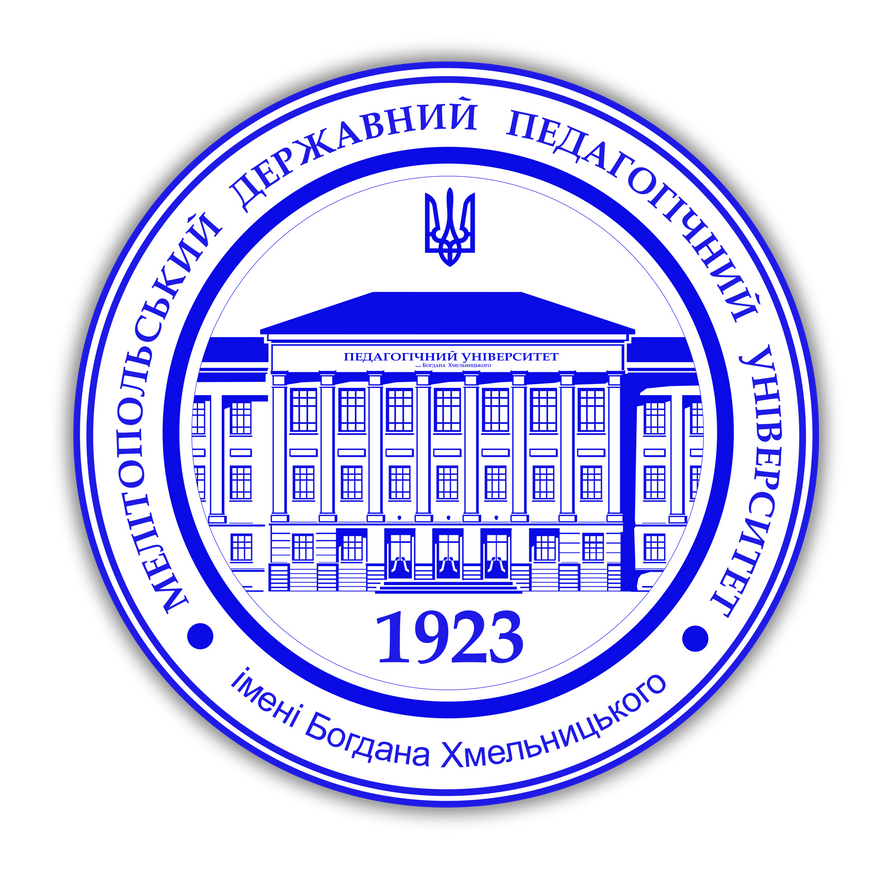 МЕЛІТОПОЛЬСЬКИЙ ДЕРЖАВНИЙ ПЕДАГОГІЧНИЙ УНІВЕРСИТЕТ
ПЕДАГОГІЧНИЙ УНІВЕРСИТЕТ
Богдана Хмельницького
1923
імені Богдана Хмельницького